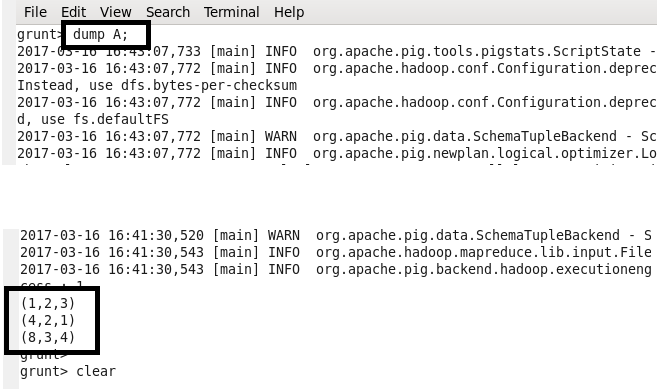 File Edit View Search Terminal Help
grunt> dump A;
2017-03-16 16:43:07,733 [main] INFO org.apache.pig.tools.pigstats.ScriptState -
2017-03-16 16:43:07,772 [main] INFO org.apache.hadoop.conf.Configuration.deprec
Instead, use dfs.bytes-per-checksum
2017-03-16 16:43:07,772 [main] INFO org.apache.hadoop.conf.Configuration.deprec
d, use fs.defaultFS
2017-03-16 16:43:07,772 [main] WARN org.apache.pig.data.SchemaTupleBackend - Sc
2017-03-16 16:43:07,772 [main] INFO org.apache.pig.newplan.logical.optimizer.Lo
2017-03-16 16:41:30,520 [main] WARN org.apache.pig.data.SchemaTupleBackend - S
2017-03-16 16:41:30,543 [main] INFO org.apache.hadoop.mapreduce.lib.input.File
2017-03-16 16:41:30,543 [main] INFO org.apache.pig.backend.hadoop.executioneng
cess : 1
(1,2,3)
(4,2,1)
(8,3,4)
grunt>
grunt> clear